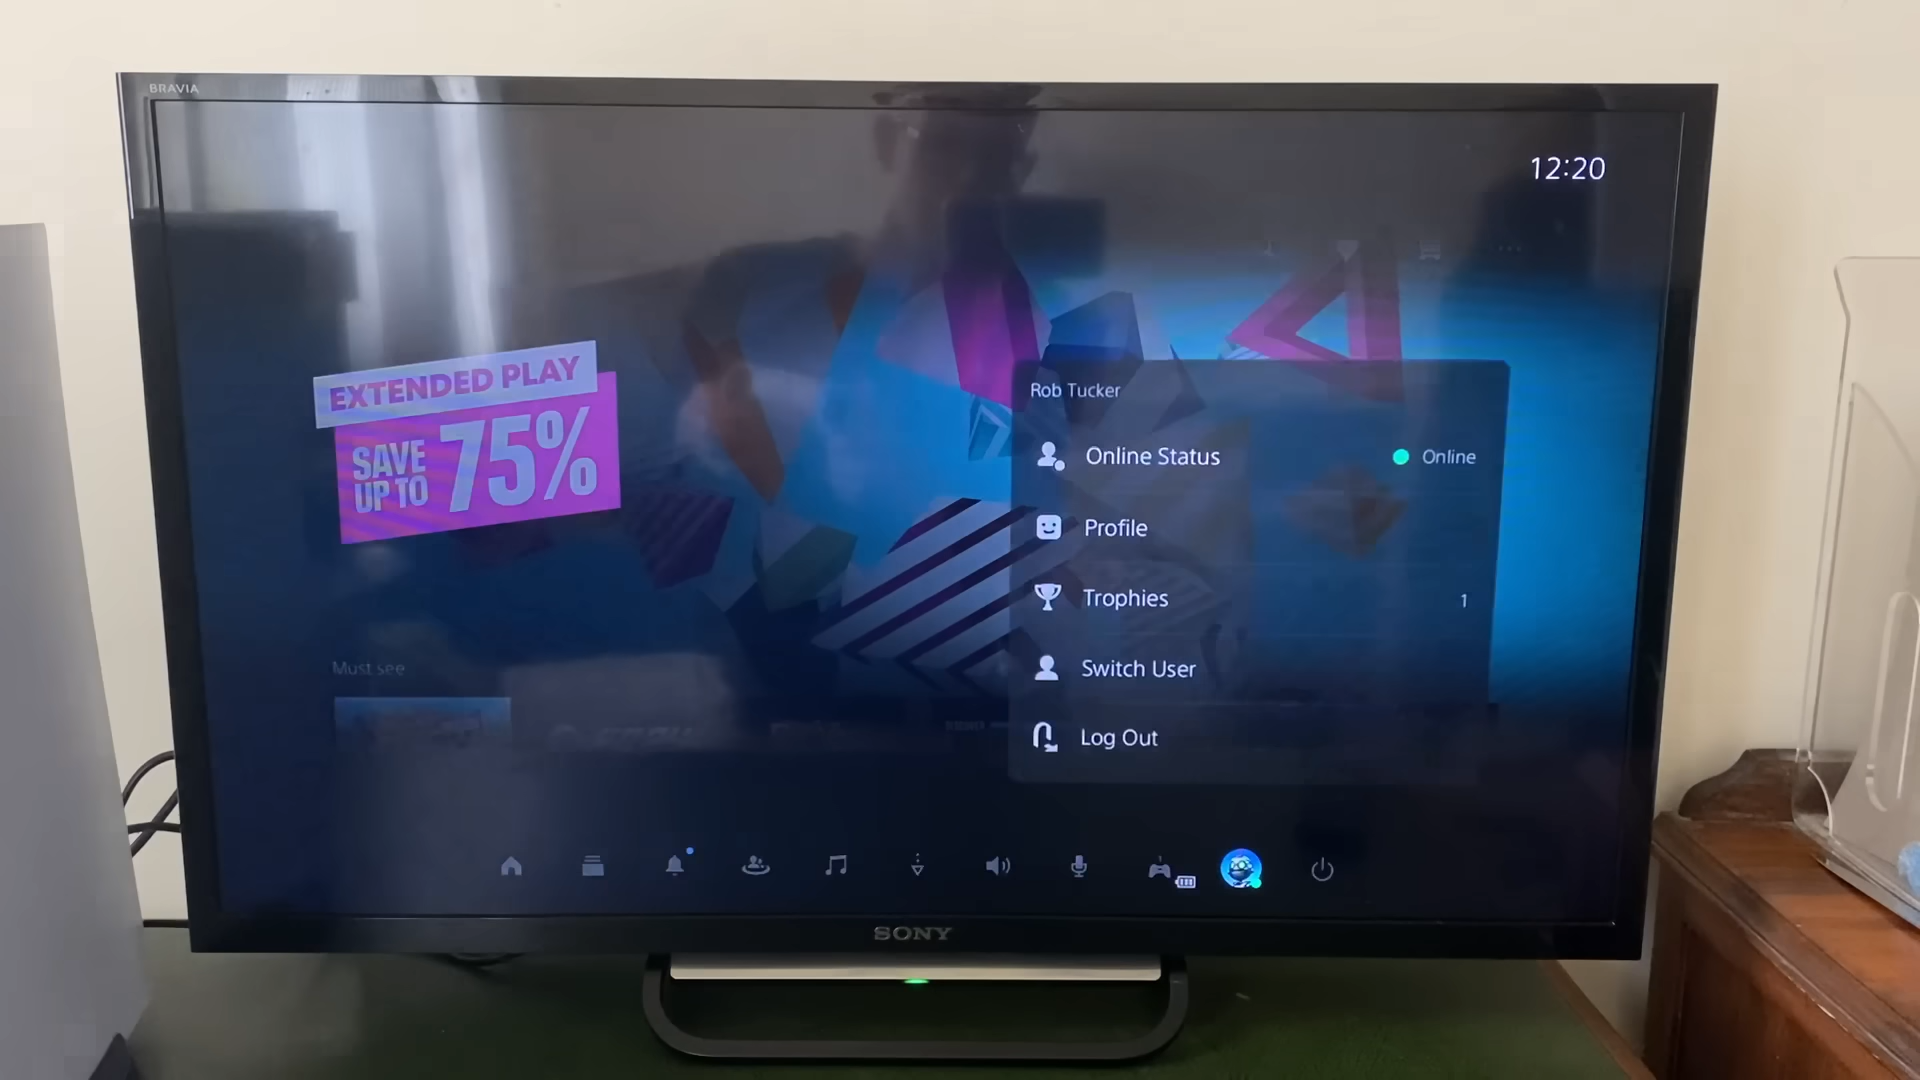 BRAVIA
12:20
EXTENDED PLAY
SAVE
UP TO
75%
Rob Tucker
Online Status
Online
Profile
Trophies
1
Switch User
Log Out
Must see
SONY